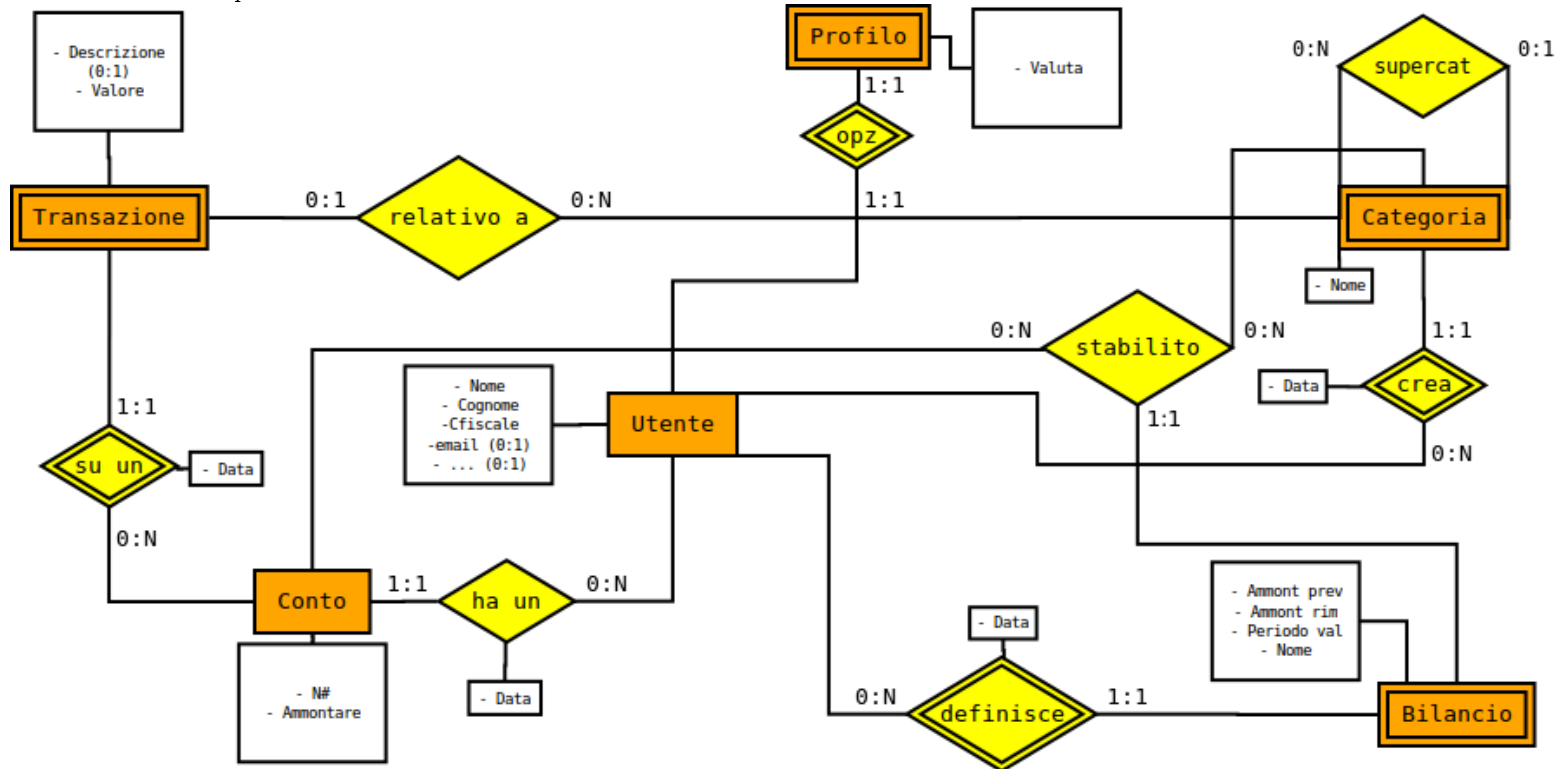 - Descrizione
(0:1)
- Valore
Profilo
- Valuta
1:1
opz
0:N
supercat
0:1
Transazione
0:1
relativo a
0:N
1:1
Categoria
- Nome
0:N
stabilito
0:N
1:1
- Nome
- Cognome
-Cfiscale
-email (0:1)
- ... (0:1)
Utente
- Data
crea
1:1
1:1
su un
- Data
0:N
0:N
Conto
1:1
ha un
0:N
- N#
- Ammontare
- Data
- Data
0:N
definisce
1:1
- Ammont prev
- Ammont rim
- Periodo val
- Nome
Bilancio